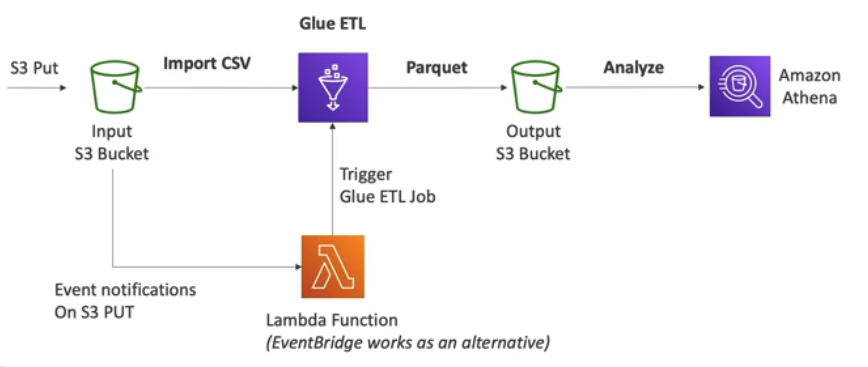 Glue ETL
S3 Put
Import CSV
Parquet
Analyze
Amazon
Athena
Input
S3 Bucket
Output
S3 Bucket
Trigger
Glue ETL Job
Event notifications
On S3 PUT
Lambda Function
(EventBridge works as an alternative)